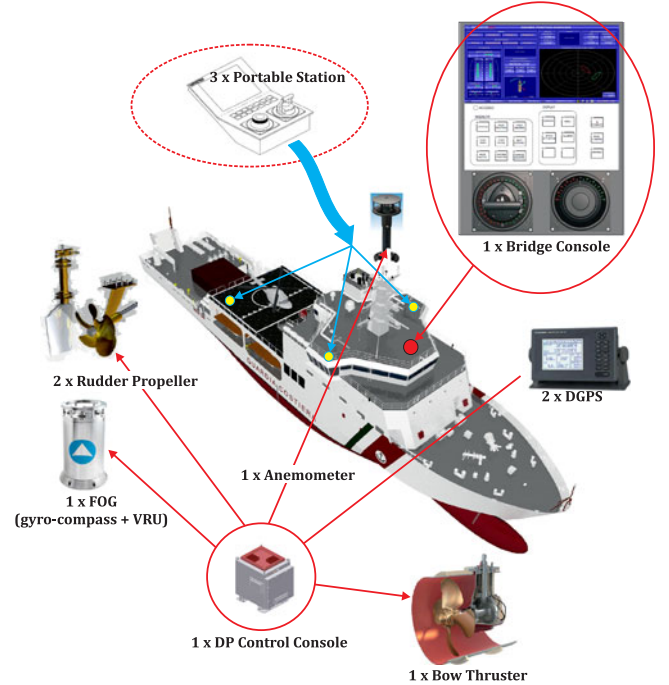 3 x Portable Station
1 x Bridge Console
2 x Rudder Propeller
GUARDIA COSTIERA
2 x DGPS
1 x Anemometer
1 x FOG
(gyro-compass + VRU)
1 x DP Control Console
1 x Bow Thruster